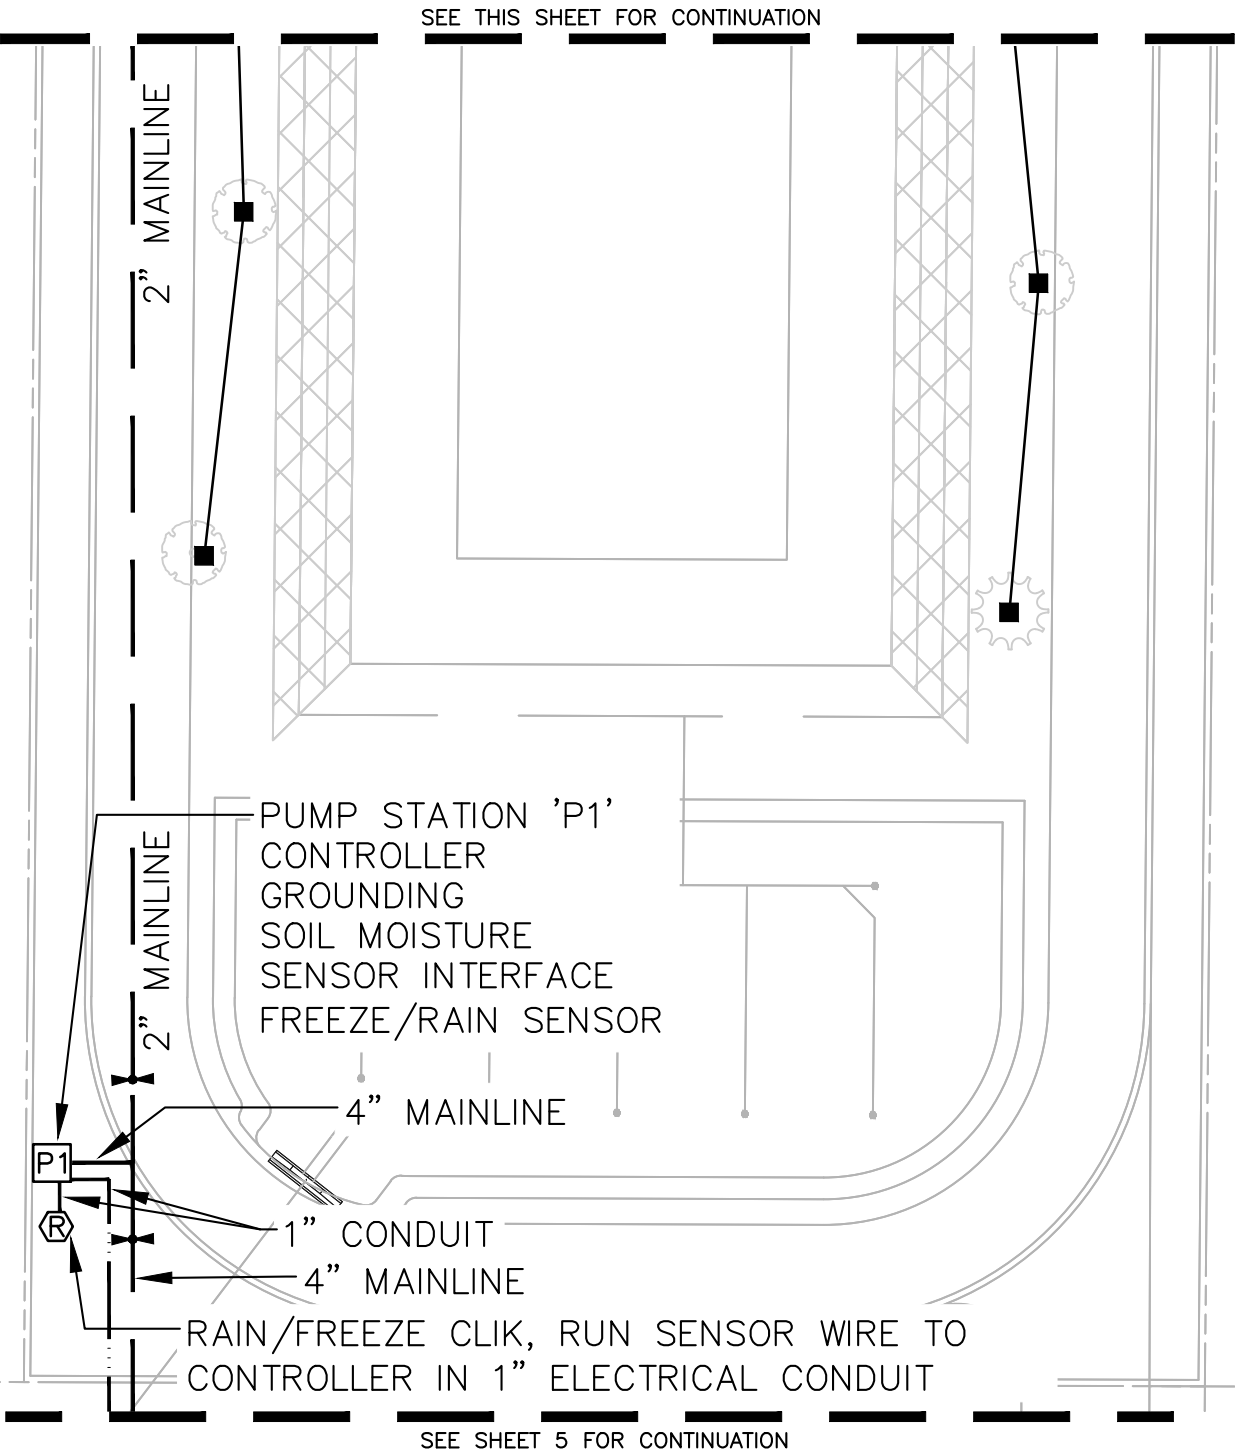 SEE THIS SHEET FOR CONTINUATION
2" MAINLINE
PUMP STATION 'P1'
CONTROLLER
GROUNDING
SOIL MOISTURE
SENSOR INTERFACE
FREEZE/RAIN SENSOR
2" MAINLINE
4" MAINLINE
P1
R
1" CONDUIT
4" MAINLINE
RAIN/FREEZE CLIK, RUN SENSOR WIRE TO
CONTROLLER IN 1" ELECTRICAL CONDUIT
SEE SHEET 5 FOR CONTINUATION